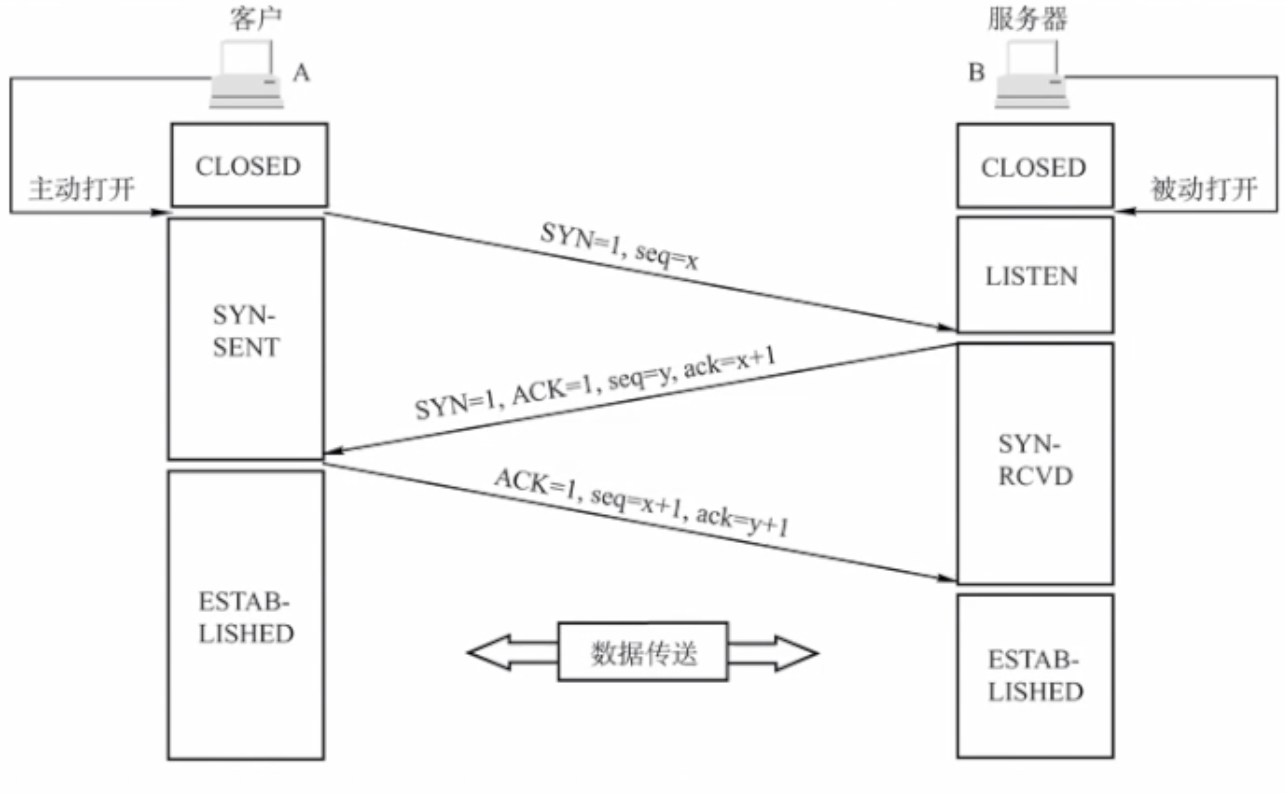 客户
服务器
A
B
CLOSED
CLOSED
主动打开
被动打开
SYN=1, seq=x
LISTEN
SYN-
SENT
SYN=1, ACK=1, seq=y, ack=x+1
SYN-
RCVD
ACK=1, seq=x+1, ack=y+1
ESTAB-
LISHED
数据传送
ESTAB-
LISHED